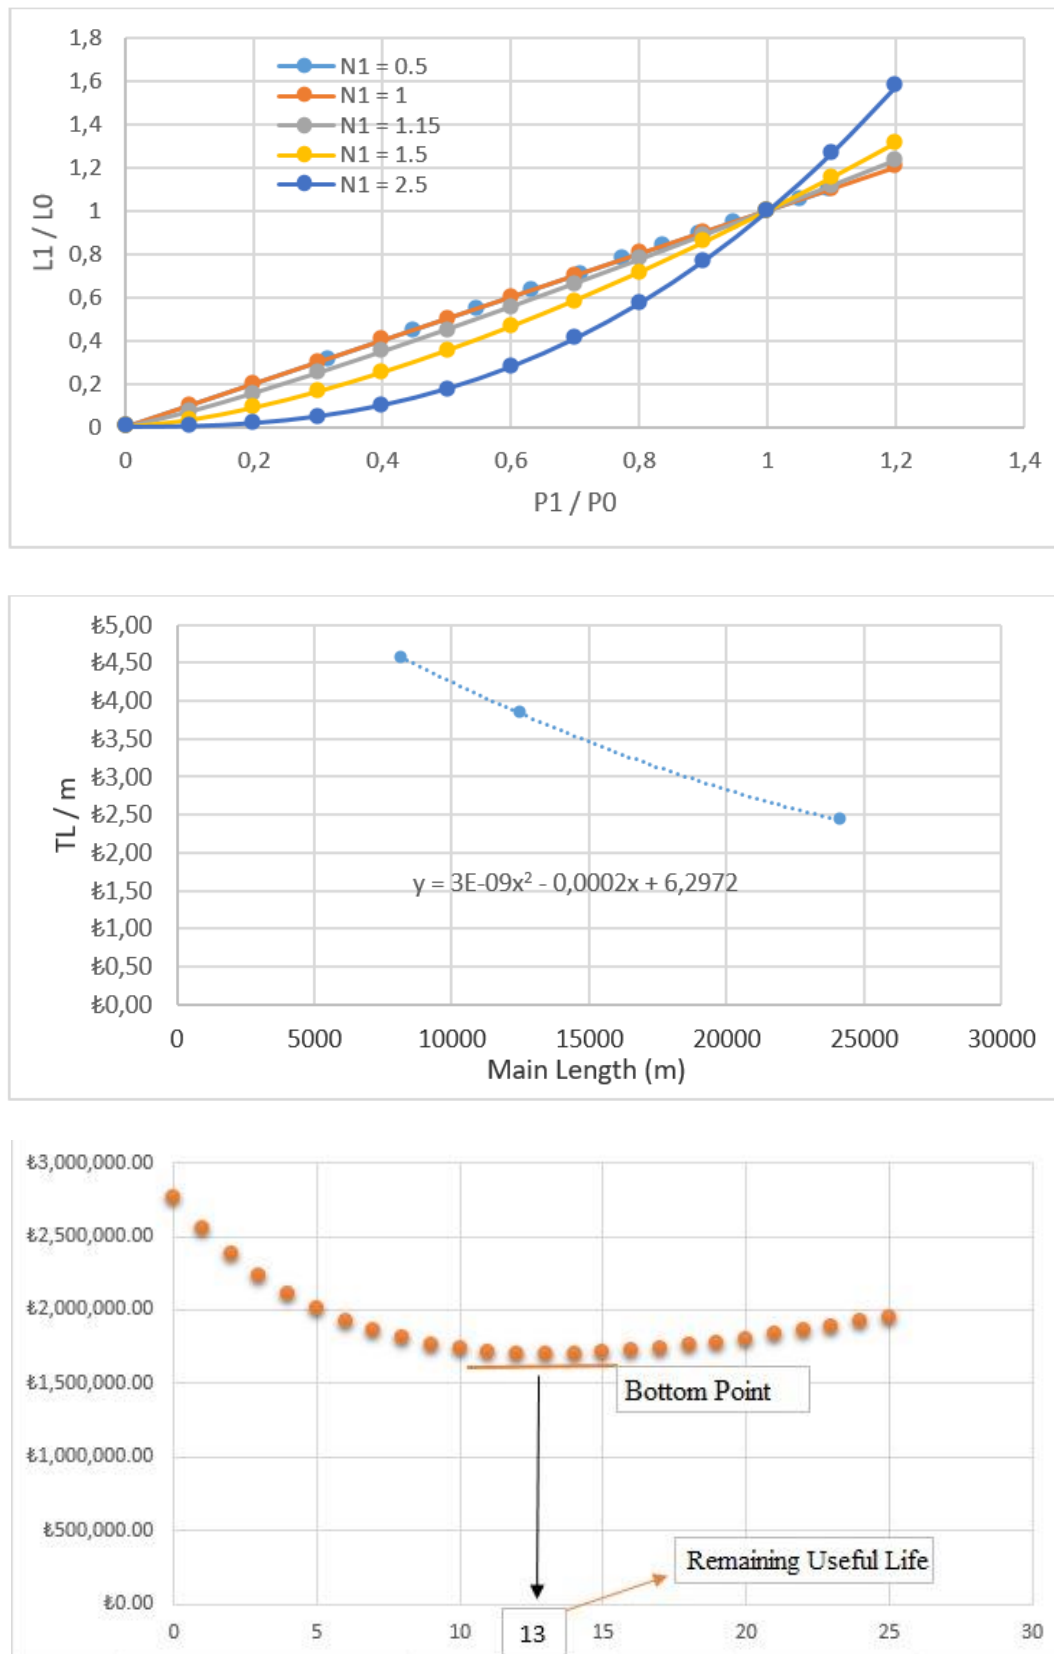 1,8
1,6
1,4
1,2
1
0,8
0,6
0,4
0,2
0
L1 / L0
N1 = 0.5
N1 = 1
N1 = 1.15
N1 = 1.5
N1 = 2.5
0 0,2 0,4 0,6 0,8 1 1,2 1,4
P1 / P0
₺5,00
₺4,50
₺4,00
₺3,50
₺3,00
₺2,50
₺2,00
₺1,50
₺1,00
₺0,50
₺0,00
TL / m
y = 3E-09x² - 0,0002x + 6,2972
0 5000 10000 15000 20000 25000 30000
Main Length (m)
₺3,000,000.00
₺2,500,000.00
₺2,000,000.00
₺1,500,000.00
₺1,000,000.00
₺500,000.00
₺0.00
Bottom Point
Remaining Useful Life
0 5 10 13 15 20 25 30